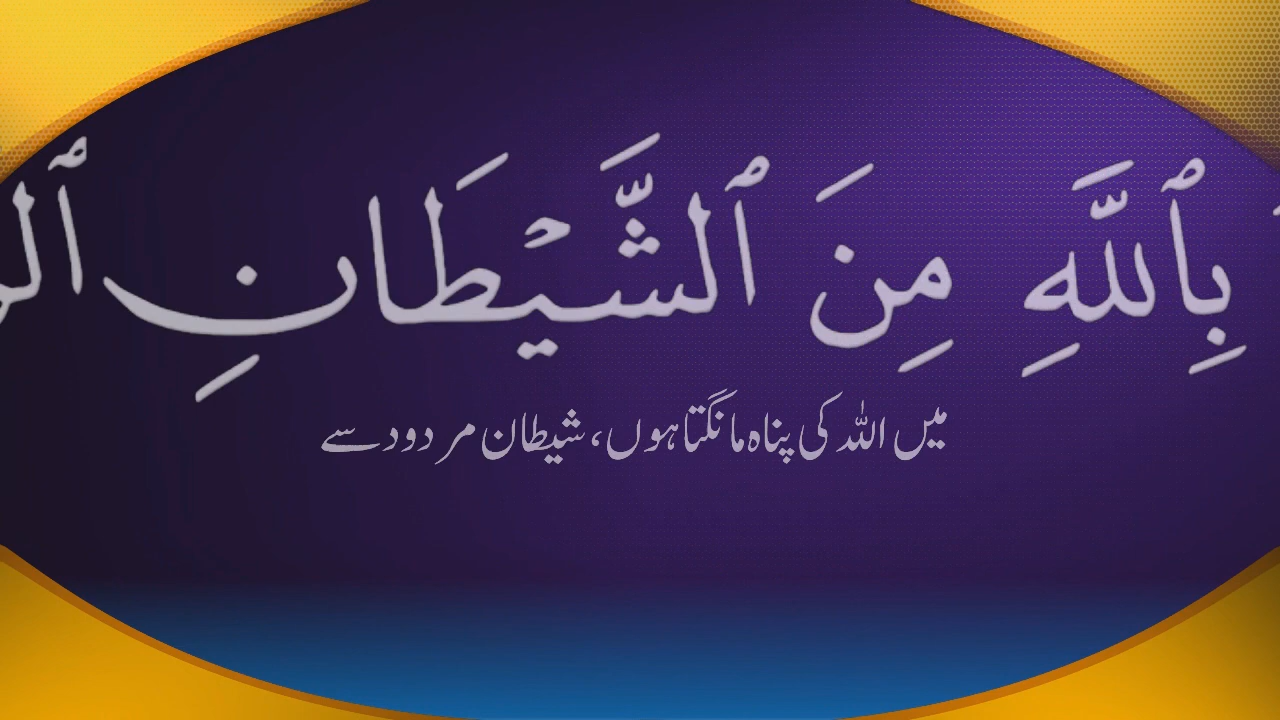 بِٱللَّهِ مِنَ ٱلشَّيْطَانِ
میں اللہ کی پناہ مانگتا ہوں، شیطان مردود سے